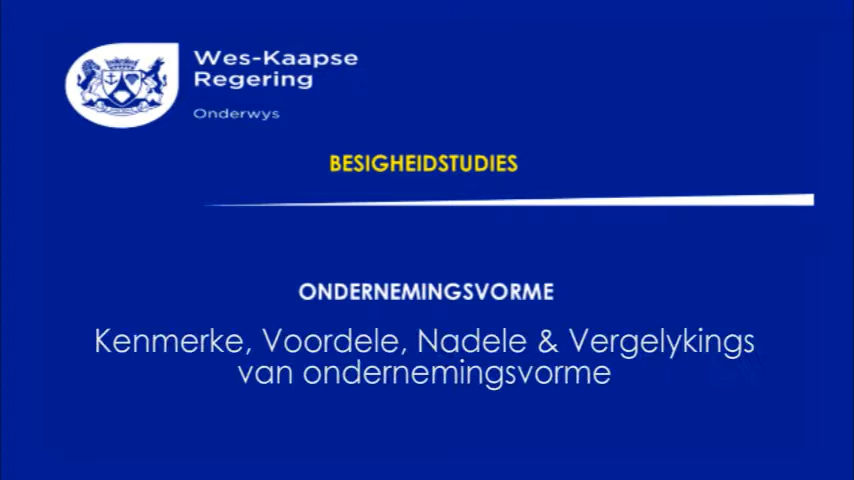 Wes-Kaapse
Regering
Onderwys
BESIGHEIDSTUDIES
ONDERNEMINGSVORME
Kenmerke, Voordele, Nadele & Vergelykings
van ondernemingsvorme